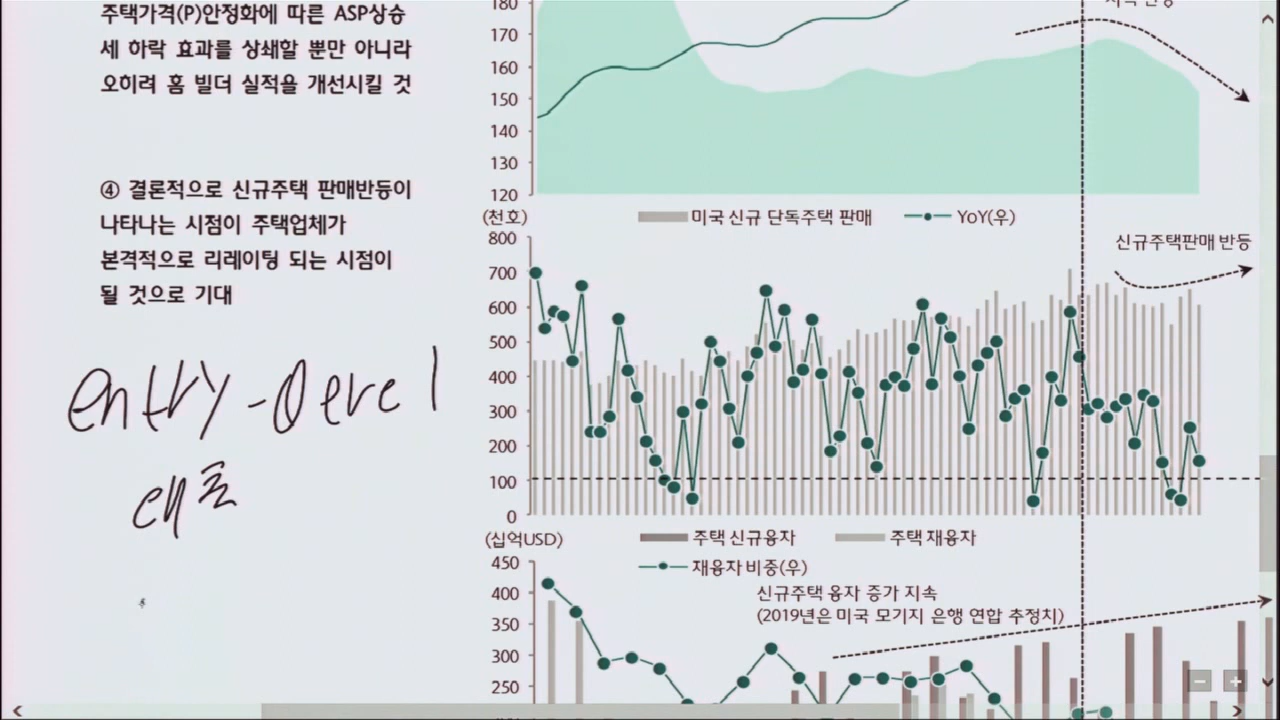 주택가격(P)안정화에 따른 ASP상승
세 하락 효과를 상쇄할 뿐만 아니라
오히려 홈 빌더 실적을 개선시킬 것
④ 결론적으로 신규주택 판매반등이
나타나는 시점이 주택업체가
본격적으로 리레이팅 되는 시점이
될 것으로 기대
entry-level
대출
180
170
160
150
140
130
120
(천호)
미국 신규 단독주택 판매
YoY(우)
신규주택판매 반등
800
700
600
500
400
300
200
100
0
(십억USD)
주택 신규융자
주택 재융자
재융자 비중(우)
신규주택 융자 증가 지속
(2019년은 미국 모기지 은행 연합 추정치)
450
400
350
300
250